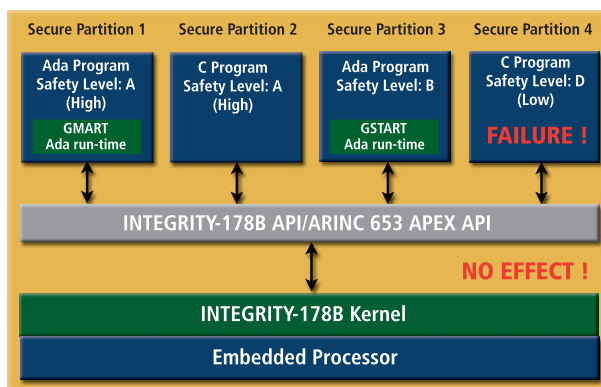 Secure Partition 1
Secure Partition 2
Secure Partition 3
Secure Partition 4
Ada Program
Safety Level: A
(High)
GMART
Ada run-time
C Program
Safety Level: A
(High)
Ada Program
Safety Level: B
GSTART
Ada run-time
C Program
Safety Level: D
(Low)
FAILURE !
INTEGRITY-178B API/ARINC 653 APEX API
NO EFFECT !
INTEGRITY-178B Kernel
Embedded Processor